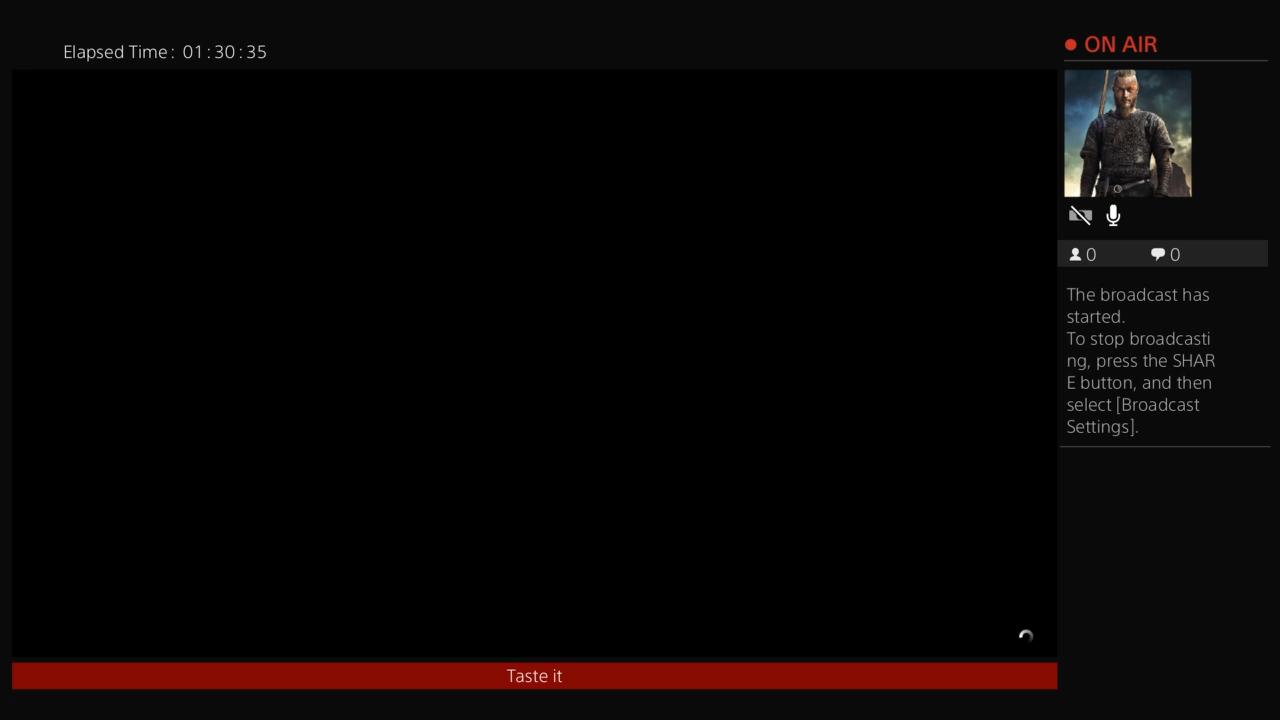 Elapsed Time: 01:30:35
ON AIR
0 0
The broadcast has
started.
To stop broadcasti
ng, press the SHAR
E button, and then
select [Broadcast
Settings].
Taste it